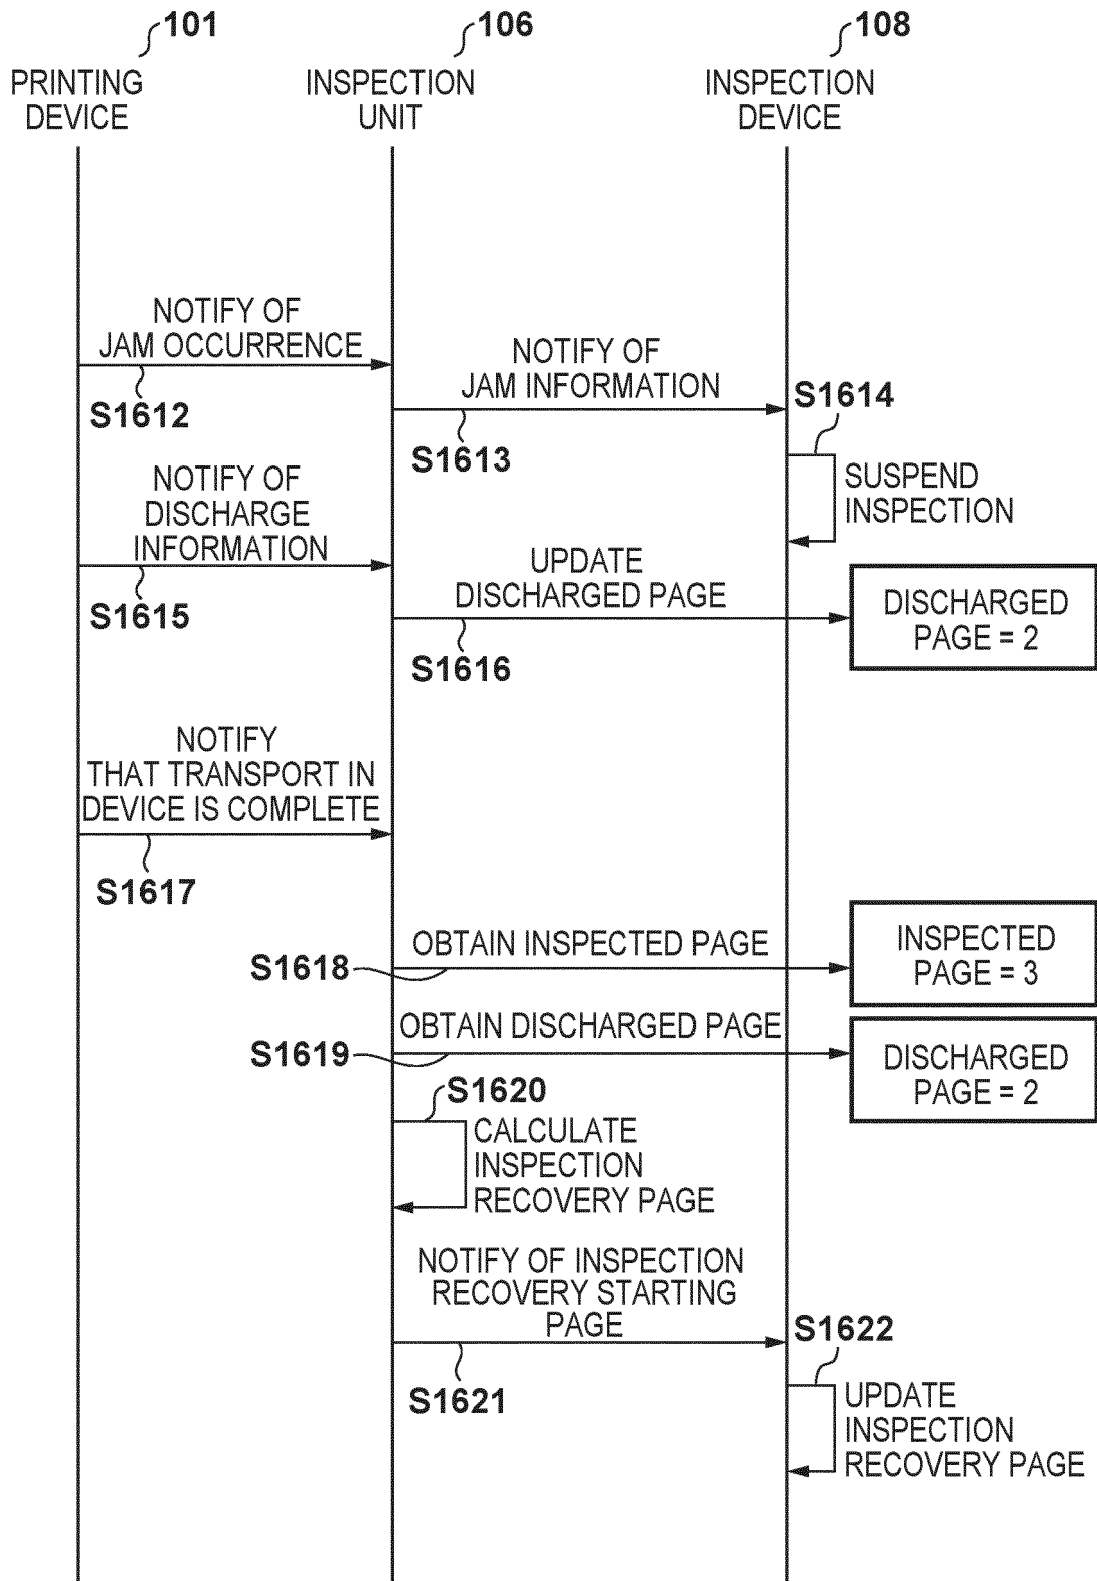 101
106
108
PRINTING
DEVICE
INSPECTION
UNIT
INSPECTION
DEVICE
NOTIFY OF
JAM OCCURRENCE
S1612
NOTIFY OF
JAM INFORMATION
S1613
S1614
SUSPEND
INSPECTION
NOTIFY OF
DISCHARGE
INFORMATION
S1615
UPDATE
DISCHARGED PAGE
S1616
DISCHARGED
PAGE = 2
NOTIFY
THAT TRANSPORT IN
DEVICE IS COMPLETE
S1617
OBTAIN INSPECTED PAGE
S1618
INSPECTED
PAGE = 3
OBTAIN DISCHARGED PAGE
S1619
DISCHARGED
PAGE = 2
S1620
CALCULATE
INSPECTION
RECOVERY PAGE
NOTIFY OF INSPECTION
RECOVERY STARTING
PAGE
S1621
S1622
UPDATE
INSPECTION
RECOVERY PAGE